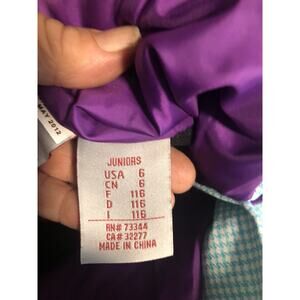 MAY 2012
JUNIORS
USA 6
CN 6
F 116
D 116
I 116
RN# 73344
CA# 32277
MADE IN CHINA